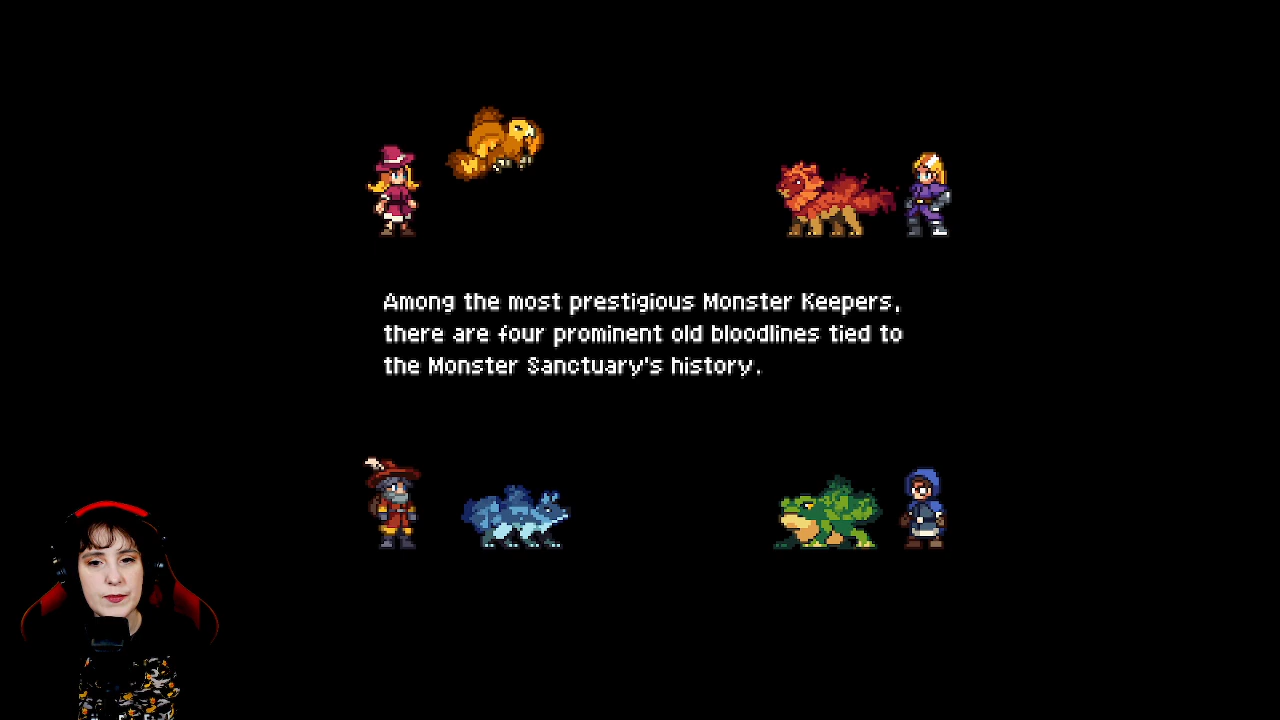 Among the most prestigious Monster Keepers,
there are four prominent old bloodlines tied to
the Monster Sanctuary's history.